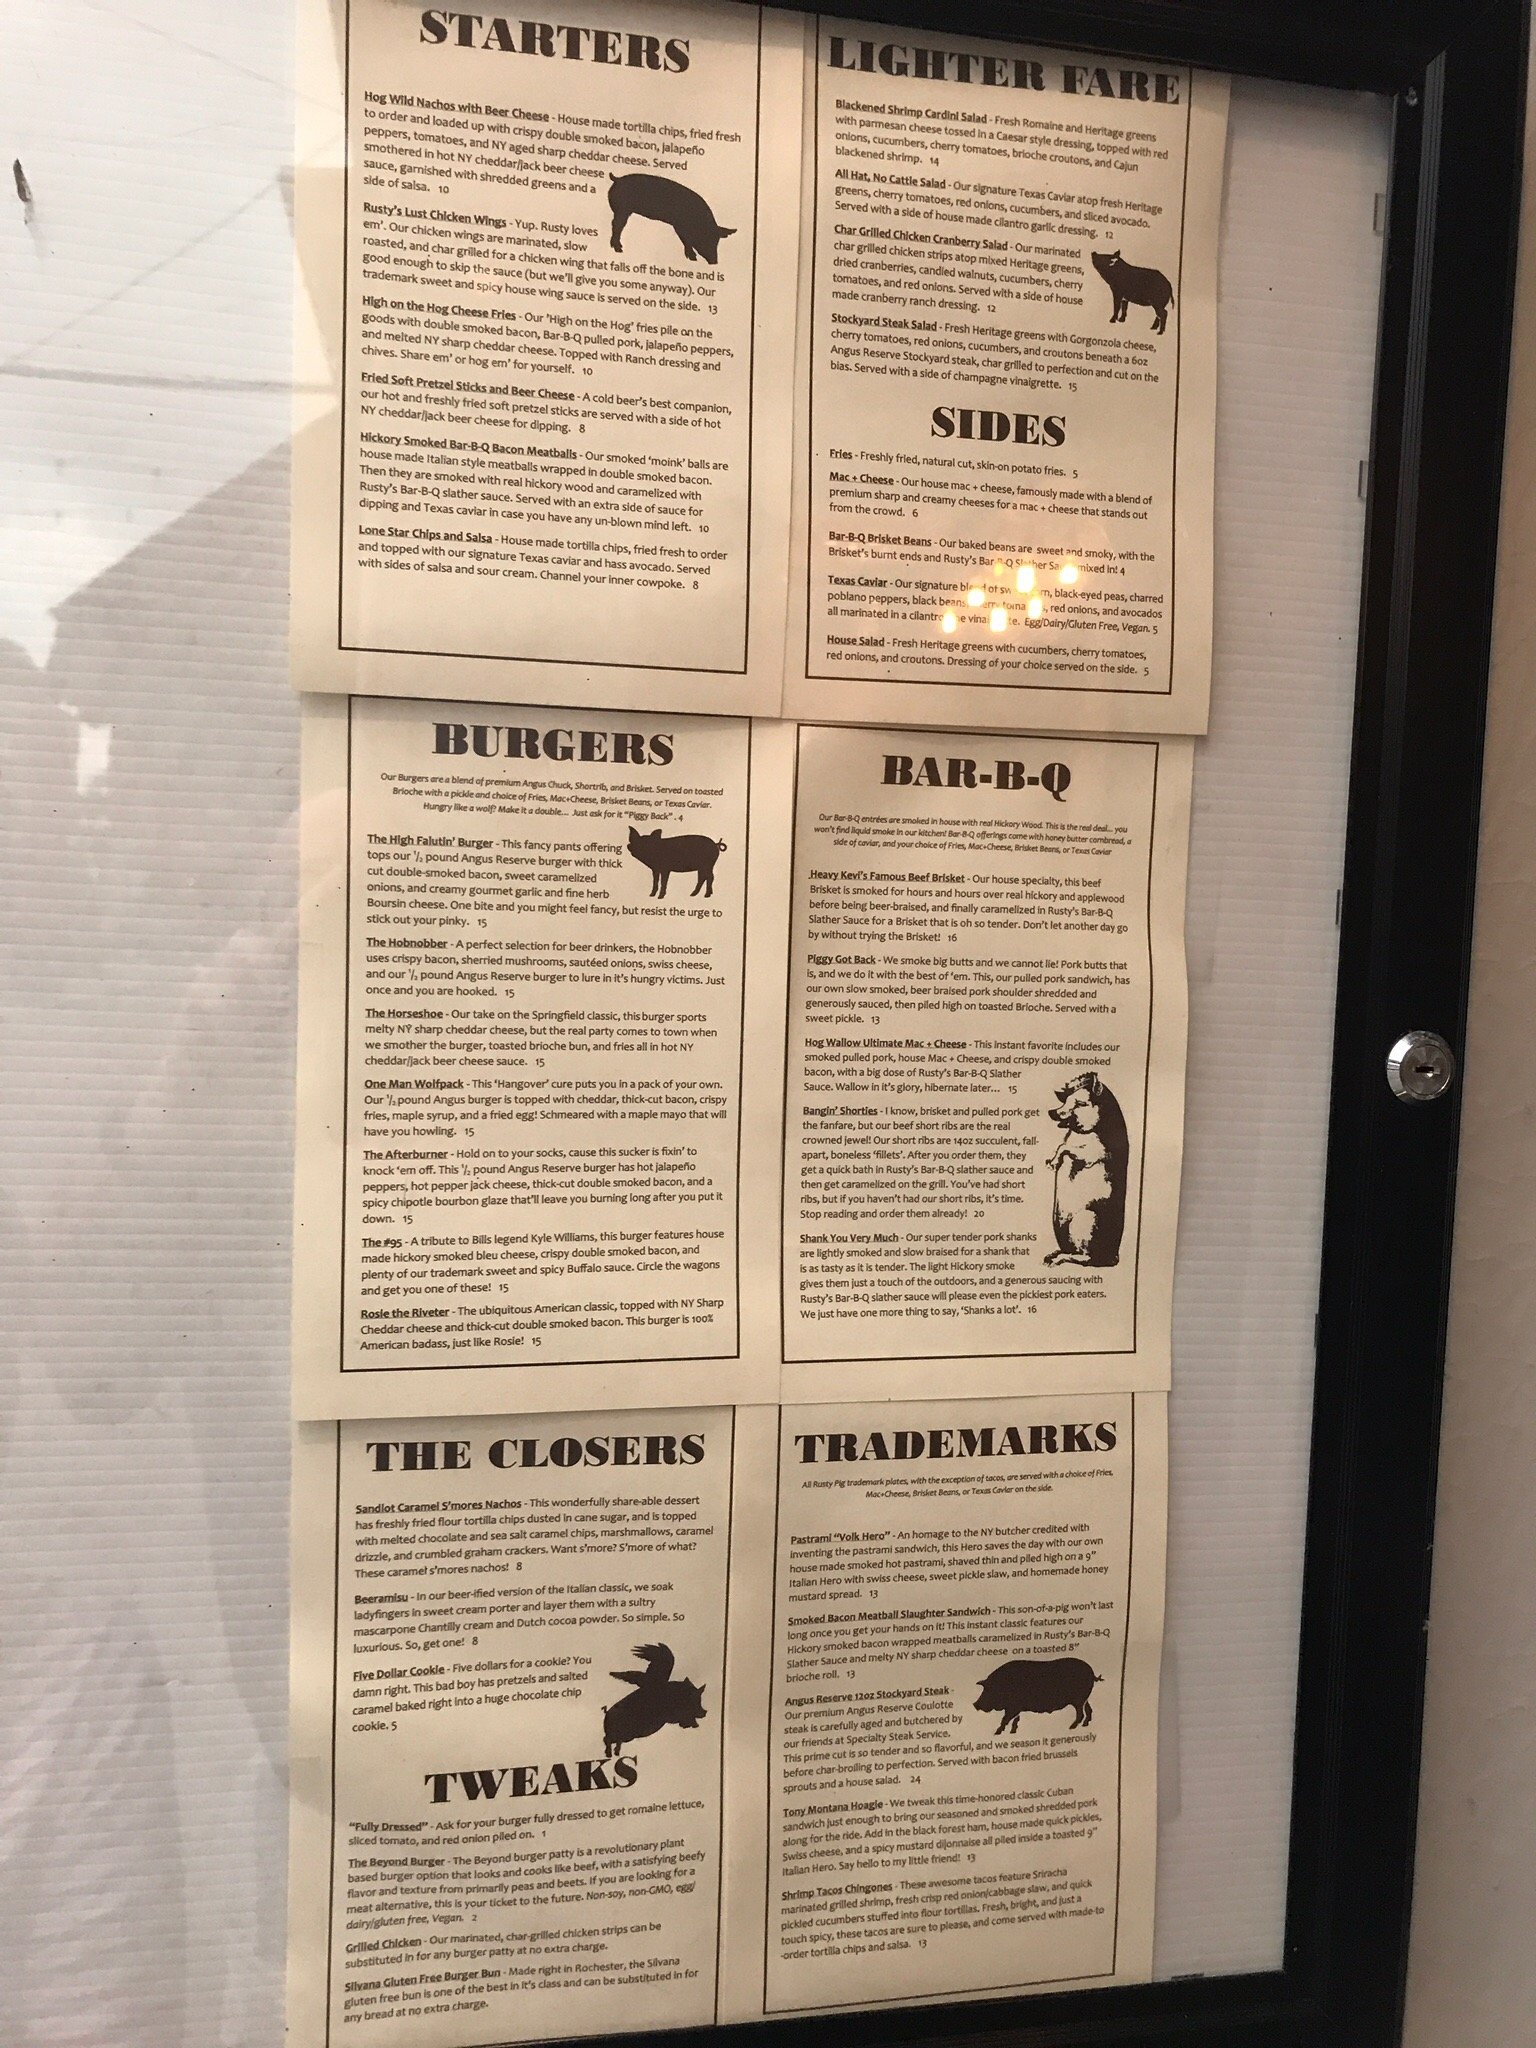 STARTERS
Hog Wild Nachos with Beer Cheese - House made tortilla chips, fried fresh
to order and loaded up with crispy double smoked bacon, jalapeño
peppers, tomatoes, and NY aged sharp cheddar cheese. Served
smothered in hot NY cheddar/jack beer cheese
sauce, garnished with shredded greens and a
side of salsa. 10
Rusty's Lust Chicken Wings - Yup. Rusty loves
em'. Our chicken wings are marinated, slow
roasted, and char grilled for a chicken wing that falls off the bone and is
good enough to skip the sauce (but we'll give you some anyway). Our
trademark sweet and spicy house wing sauce is served on the side. 13
High on the Hog Cheese Fries - Our 'High on the Hog' fries pile on the
goods with double smoked bacon, Bar-B-Q pulled pork, jalapeño peppers,
and melted NY sharp cheddar cheese. Topped with Ranch dressing and
chives. Share em' or hog em' for yourself. 10
Fried Soft Pretzel Sticks and Beer Cheese - A cold beer's best companion,
our hot and freshly fried soft pretzel sticks are served with a side of hot
NY cheddar/jack beer cheese for dipping. 8
Hickory Smoked Bar-B-Q Bacon Meatballs - Our smoked 'moink' balls are
house made Italian style meatballs wrapped in double smoked bacon.
Then they are smoked with real hickory wood and caramelized with
Rusty's Bar-B-Q slather sauce. Served with an extra side of sauce for
dipping and Texas caviar in case you have any un-blown mind left. 10
Lone Star Chips and Salsa - House made tortilla chips, fried fresh to order
and topped with our signature Texas caviar and hass avocado. Served
with sides of salsa and sour cream. Channel your inner cowpoke. 8
LIGHTER FARE
Blackened Shrimp Cardini Salad - Fresh Romaine and Heritage greens
with parmesan cheese tossed in a Caesar style dressing, topped with red
onions, cucumbers, cherry tomatoes, brioche croutons, and Cajun
blackened shrimp. 14
All Hat, No Cattle Salad - Our signature Texas Caviar atop fresh Heritage
greens, cherry tomatoes, red onions, cucumbers, and sliced avocado.
Served with a side of house made cilantro garlic dressing. 12
Char Grilled Chicken Cranberry Salad - Our marinated
char grilled chicken strips atop mixed Heritage greens,
dried cranberries, candied walnuts, cucumbers, cherry
tomatoes, and red onions. Served with a side of house
made cranberry ranch dressing. 12
Stockyard Steak Salad - Fresh Heritage greens with Gorgonzola cheese,
cherry tomatoes, red onions, cucumbers, and croutons beneath a 6oz
Angus Reserve Stockyard steak, char grilled to perfection and cut on the
bias. Served with a side of champagne vinaigrette. 15
SIDES
Fries - Freshly fried, natural cut, skin-on potato fries. 5
Mac + Cheese - Our house mac + cheese, famously made with a blend of
premium sharp and creamy cheeses for a mac + cheese that stands out
from the crowd. 6
Bar-B-Q Brisket Beans - Our baked beans are sweet and smoky, with the
Brisket's burnt ends and Rusty's Bar-B-Q Slather Sauce mixed in! 4
Texas Caviar - Our signature blend of black-eyed peas, charred
poblano peppers, black beans, red onions, and avocados
all marinated in a cilantro Egg/Dairy/Gluten Free, Vegan. 5
House Salad - Fresh Heritage greens with cucumbers, cherry tomatoes,
red onions, and croutons. Dressing of your choice served on the side. 5
BURGERS
Our Burgers are a blend of premium Angus Chuck, Shortrib, and Brisket. Served on toasted
Brioche with a pickle and choice of Fries, Mac+Cheese, Brisket Beans, or Texas Caviar.
Hungry like a wolf? Make it a double... Just ask for it "Piggy Back" . 4
The High Falutin' Burger - This fancy pants offering
tops our 1/2 pound Angus Reserve burger with thick
cut double-smoked bacon, sweet caramelized
onions, and creamy gourmet garlic and fine herb
Boursin cheese. One bite and you might feel fancy, but resist the urge to
stick out your pinky. 15
The Hobnobber - A perfect selection for beer drinkers, the Hobnobber
uses crispy bacon, sherried mushrooms, sautéed onions, swiss cheese,
and our 1/2 pound Angus Reserve burger to lure in it's hungry victims. Just
once and you are hooked. 15
The Horseshoe - Our take on the Springfield classic, this burger sports
melty NY sharp cheddar cheese, but the real party comes to town when
we smother the burger, toasted brioche bun, and fries all in hot NY
cheddar/jack beer cheese sauce. 15
One Man Wolfpack - This 'Hangover' cure puts you in a pack of your own.
Our 1/2 pound Angus burger is topped with cheddar, thick-cut bacon, crispy
fries, maple syrup, and a fried egg! Schmeared with a maple mayo that will
have you howling. 15
The Afterburner - Hold on to your socks, cause this sucker is fixin' to
knock 'em off. This 1/2 pound Angus Reserve burger has hot jalapeño
peppers, hot pepper jack cheese, thick-cut double smoked bacon, and a
spicy chipotle bourbon glaze that'll leave you burning long after you put it
down. 15
The #95 - A tribute to Bills legend Kyle Williams, this burger features house
made hickory smoked bleu cheese, crispy double smoked bacon, and
plenty of our trademark sweet and spicy Buffalo sauce. Circle the wagons
and get you one of these! 15
Rosie the Riveter - The ubiquitous American classic, topped with NY Sharp
Cheddar cheese and thick-cut double smoked bacon. This burger is 100%
American badass, just like Rosie! 15
BAR-B-Q
Our Bar-B-Q entrées are smoked in house with real Hickory Wood. This is the real deal... you
won't find liquid smoke in our kitchen! Bar-B-Q offerings come with honey butter cornbread, a
side of caviar, and your choice of Fries, Mac+Cheese, Brisket Beans, or Texas Caviar
Heavy Kevi's Famous Beef Brisket - Our house specialty, this beef
Brisket is smoked for hours and hours over real hickory and applewood
before being beer-braised, and finally caramelized in Rusty's Bar-B-Q
Slather Sauce for a Brisket that is oh so tender. Don't let another day go
by without trying the Brisket! 16
Piggy Got Back - We smoke big butts and we cannot lie! Pork butts that
is, and we do it with the best of 'em. This, our pulled pork sandwich, has
our own slow smoked, beer braised pork shoulder shredded and
generously sauced, then piled high on toasted Brioche. Served with a
sweet pickle. 13
Hog Wallow Ultimate Mac + Cheese - This instant favorite includes our
smoked pulled pork, house Mac + Cheese, and crispy double smoked
bacon, with a big dose of Rusty's Bar-B-Q Slather
Sauce. Wallow in it's glory, hibernate later... 15
Bangin' Shorties - I know, brisket and pulled pork get
the fanfare, but our beef short ribs are the real
crowned jewel! Our short ribs are 14oz succulent, fall-
apart, boneless 'fillets'. After you order them, they
get a quick bath in Rusty's Bar-B-Q slather sauce and
then get caramelized on the grill. You've had short
ribs, but if you haven't had our short ribs, it's time.
Stop reading and order them already! 20
Shank You Very Much - Our super tender pork shanks
are lightly smoked and slow braised for a shank that
is as tasty as it is tender. The light Hickory smoke
gives them just a touch of the outdoors, and a generous saucing with
Rusty's Bar-B-Q slather sauce will please even the pickiest pork eaters.
We just have one more thing to say, 'Shanks a lot'. 16
THE CLOSERS
Sandlot Caramel S'mores Nachos - This wonderfully share-able dessert
has freshly fried flour tortilla chips dusted in cane sugar, and is topped
with melted chocolate and sea salt caramel chips, marshmallows, caramel
drizzle, and crumbled graham crackers. Want s'more? S'more of what?
These caramel s'mores nachos! 8
Beeramisu - In our beer-ified version of the Italian classic, we soak
ladyfingers in sweet cream porter and layer them with a sultry
mascarpone Chantilly cream and Dutch cocoa powder. So simple. So
luxurious. So, get one! 8
Five Dollar Cookie - Five dollars for a cookie? You
damn right. This bad boy has pretzels and salted
caramel baked right into a huge chocolate chip
cookie. 5
TWEAKS
"Fully Dressed" - Ask for your burger fully dressed to get romaine lettuce,
sliced tomato, and red onion piled on. 1
The Beyond Burger - The Beyond burger patty is a revolutionary plant
based burger option that looks and cooks like beef, with a satisfying beefy
flavor and texture from primarily peas and beets. If you are looking for a
meat alternative, this is your ticket to the future. Non-soy, non-GMO, egg/
dairy/gluten free, Vegan. 2
Grilled Chicken - Our marinated, char-grilled chicken strips can be
substituted in for any burger patty at no extra charge.
Silvana Gluten Free Burger Bun - Made right in Rochester, the Silvana
gluten free bun is one of the best in it's class and can be substituted in for
any bread at no extra charge.
TRADEMARKS
All Rusty Pig trademark plates, with the exception of tacos, are served with a choice of Fries,
Mac+Cheese, Brisket Beans, or Texas Caviar on the side.
Pastrami "Volk Hero" - An homage to the NY butcher credited with
inventing the pastrami sandwich, this Hero saves the day with our own
house made smoked hot pastrami, shaved thin and piled high on a 9"
Italian Hero with swiss cheese, sweet pickle slaw, and homemade honey
mustard spread. 13
Smoked Bacon Meatball Slaughter Sandwich - This son-of-a-pig won't last
long once you get your hands on it! This instant classic features our
Hickory smoked bacon wrapped meatballs caramelized in Rusty's Bar-B-Q
Slather Sauce and melty NY sharp cheddar cheese on a toasted 8"
brioche roll. 13
Angus Reserve 12oz Stockyard Steak -
Our premium Angus Reserve Coulotte
steak is carefully aged and butchered by
our friends at Specialty Steak Service.
This prime cut is so tender and so flavorful, and we season it generously
before char-broiling to perfection. Served with bacon fried brussels
sprouts and a house salad. 24
Tony Montana Hoagie - We tweak this time-honored classic Cuban
sandwich just enough to bring our seasoned and smoked shredded pork
along for the ride. Add in the black forest ham, house made quick pickles,
Swiss cheese, and a spicy mustard dijonnaise all piled inside a toasted 9"
Italian Hero. Say hello to my little friend! 13
Shrimp Tacos Chingones - These awesome tacos feature Sriracha
marinated grilled shrimp, fresh crisp red onion/cabbage slaw, and quick
pickled cucumbers stuffed into flour tortillas. Fresh, bright, and just a
touch spicy, these tacos are sure to please, and come served with made-to
-order tortilla chips and salsa. 13